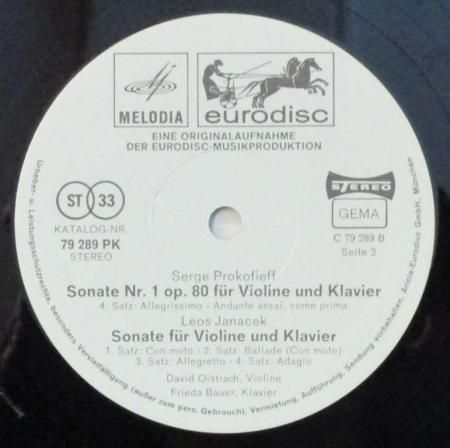 MELODIA
eurodisc
EINE ORIGINALAUFNAHME
DER EURODISC-MUSIKPRODUKTION
ST 33
KATALOG-NR.
79 289 PK
STEREO
STEREO
GEMA
C 79 289 B
Seite 2
Serge Prokofieff
Sonate Nr. 1 op. 80 für Violine und Klavier
4. Satz: Allegrissimo - Andante assai, come prima
Leos Janacek
Sonate für Violine und Klavier
1. Satz: Con moto · 2. Satz: Ballade (Con moto)
3. Satz: Allegretto · 4. Satz: Adagio
David Oistrach, Violine
Frieda Bauer, Klavier
Urheber- u. Leistungsschutzrechte, besonders Vervielfältigung (außer zum pers. Gebrauch), Vermietung, Aufführung, Sendung vorbehalten. Ariola-Eurodisc GmbH., München